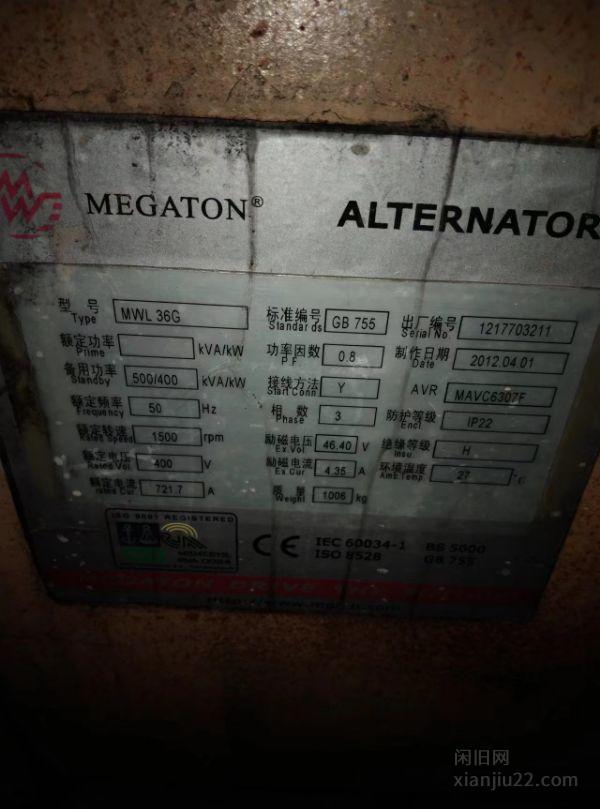 MEGATON® ALTERNATOR
型号 Type MWL 36G 标准编号 Standards GB 755 出厂编号 Serial No. 1217703211
额定功率 Prime kVA/kW 功率因数 P.F 0.8 制作日期 Date 2012.04.01
备用功率 Standby 500/400 kVA/kW 接线方法 Start Conn Y AVR MAVC6307F
额定频率 Frequency 50 Hz 相数 Phase 3 防护等级 Encl IP22
额定转速 Rated Speed 1500 rpm 励磁电压 Ex.Vol 46.40 V 绝缘等级 Insu. H
额定电压 Rated Vol 400 V 励磁电流 Ex.Cur 4.35 A 环境温度 Amb.Temp. 27 ℃
额定电流 rated Cur 721.7 A 质量 Weight 1006 kg
ISO 9001 REGISTERED
CE IEC 60034-1 BS 5000
ISO 8528 GB 755
闲旧网
xianjiu22.com